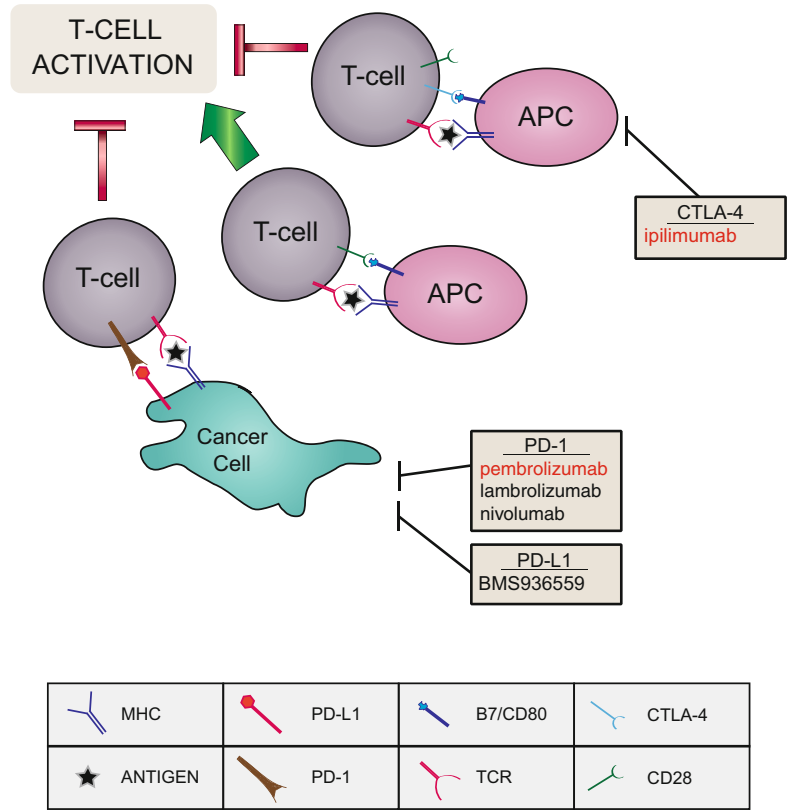 T-CELL
ACTIVATION
T-cell
APC
CTLA-4
ipilimumab
T-cell
APC
T-cell
Cancer
Cell
PD-1
pembrolizumab
lambrolizumab
nivolumab
PD-L1
BMS936559
MHC
PD-L1
B7/CD80
CTLA-4
ANTIGEN
PD-1
TCR
CD28